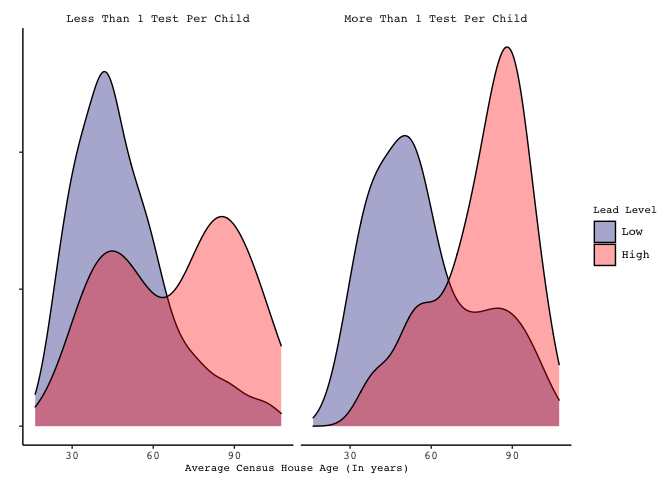 Less Than 1 Test Per Child
More Than 1 Test Per Child
Lead Level
Low
High
30 60 90
30 60 90
Average Census House Age (In years)